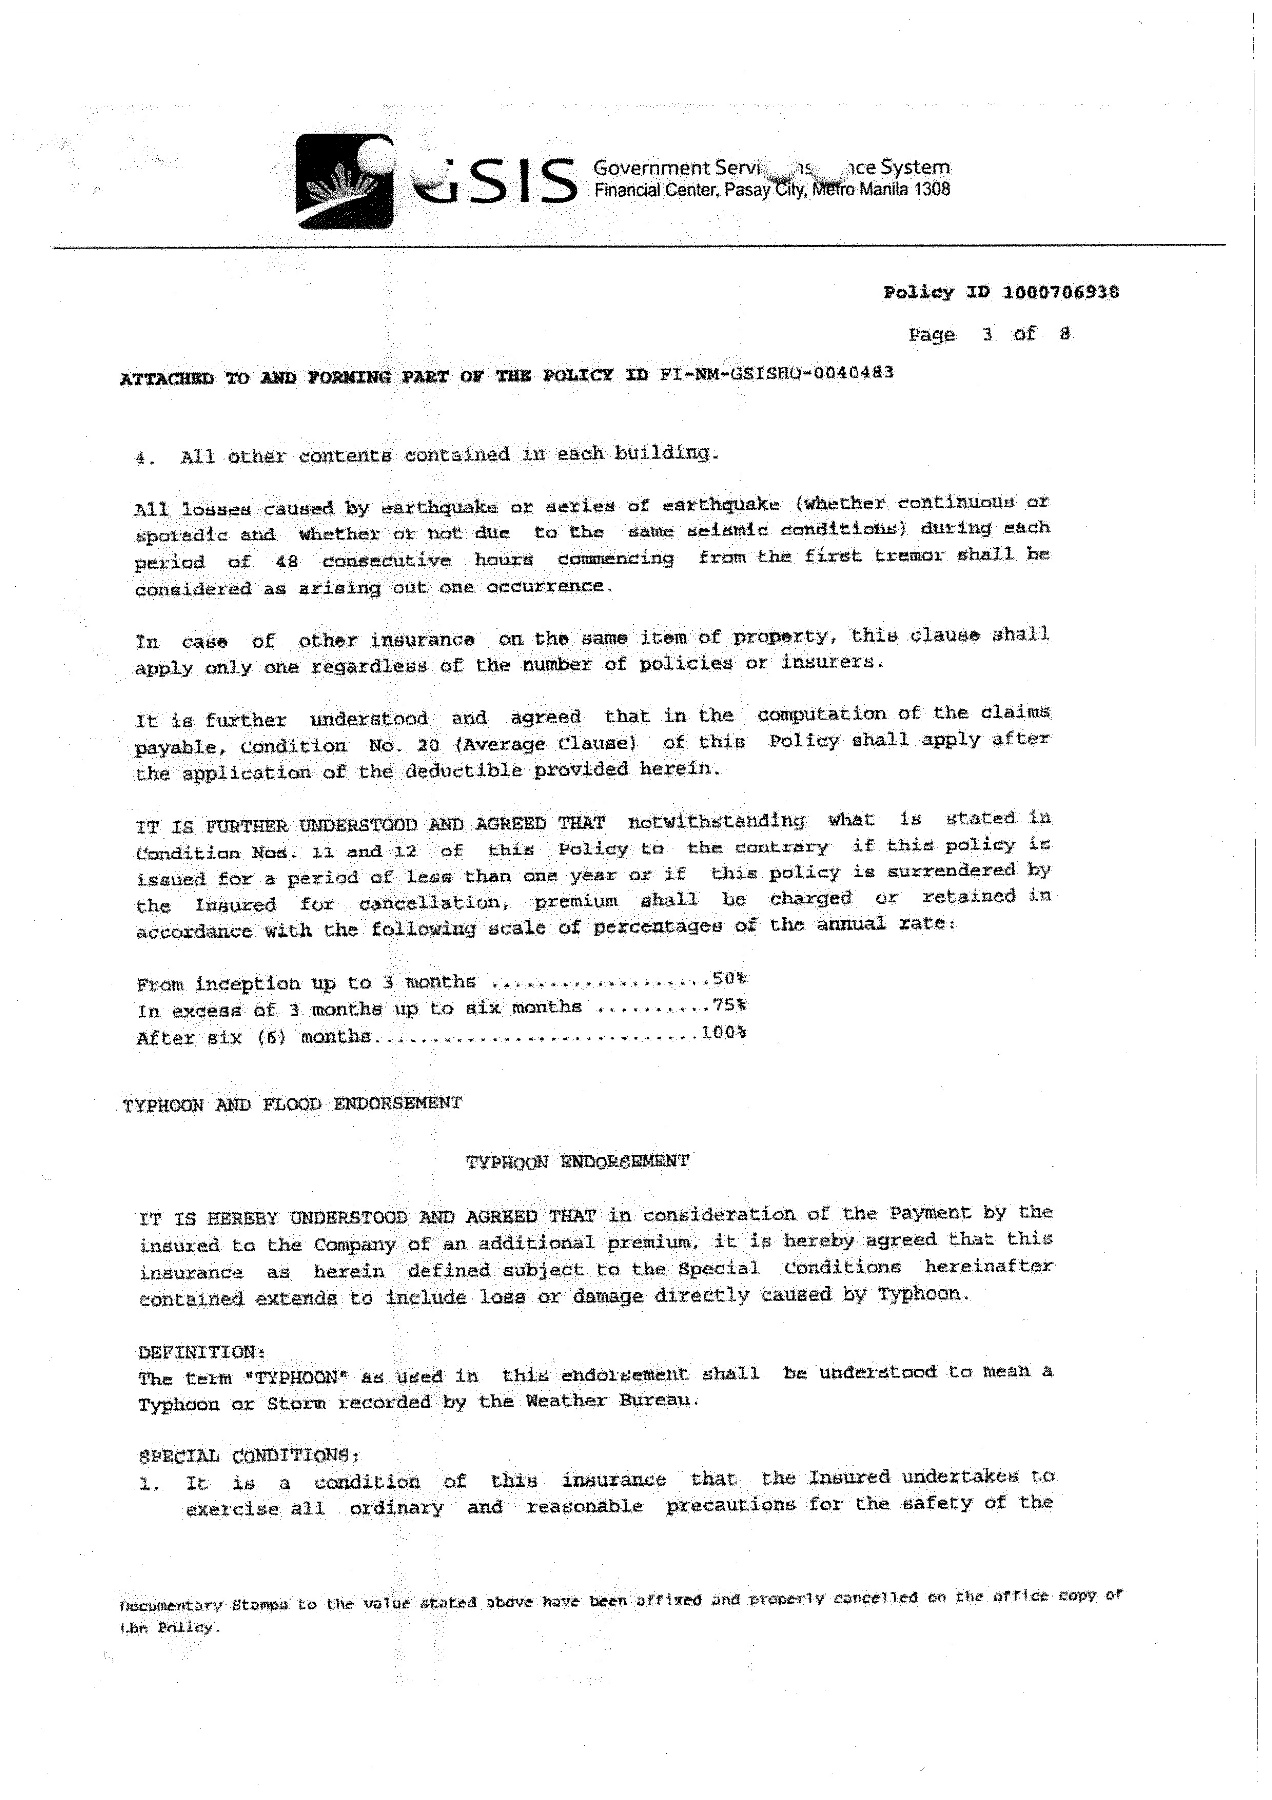 GSIS Government Servi ce System
Financial Center, Pasay City, Metro Manila 1308
Policy ID 1000706938
Page 3 of 8
ATTACHED TO AND FORMING PART OF THE POLICY ID FI-NM-GSISHO-0040483
4. All other contents contained in each building.
All losses caused by earthquake or series of earthquake (whether continuous or
sporadic and whether or not due to the same seismic conditions) during each
period of 48 consecutive hours commencing from the first tremor shall be
considered as arising out one occurrence.
In case of other insurance on the same item of property, this clause shall
apply only one regardless of the number of policies or insurers.
It is further understood and agreed that in the computation of the claims
payable, Condition No. 20 (Average Clause) of this Policy shall apply after
the application of the deductible provided herein.
IT IS FURTHER UNDERSTOOD AND AGREED THAT notwithstanding what is stated in
Condition Nos. 11 and 12 of this Policy to the contrary if this policy is
issued for a period of less than one year or if this policy is surrendered by
the Insured for cancellation, premium shall be charged or retained in
accordance with the following scale of percentages of the annual rate:
From inception up to 3 months ...................50%
In excess of 3 months up to six months ..........75%
After six (6) months............................100%
TYPHOON AND FLOOD ENDORSEMENT
TYPHOON ENDORSEMENT
IT IS HEREBY UNDERSTOOD AND AGREED THAT in consideration of the Payment by the
insured to the Company of an additional premium, it is hereby agreed that this
insurance as herein defined subject to the Special Conditions hereinafter
contained extends to include loss or damage directly caused by Typhoon.
DEFINITION:
The term "TYPHOON" as used in this endorsement shall be understood to mean a
Typhoon or Storm recorded by the Weather Bureau.
SPECIAL CONDITIONS:
1. It is a condition of this insurance that the Insured undertakes to
exercise all ordinary and reasonable precautions for the safety of the
Documentary Stamps to the value stated above have been affixed and properly cancelled on the office copy of
the Policy.